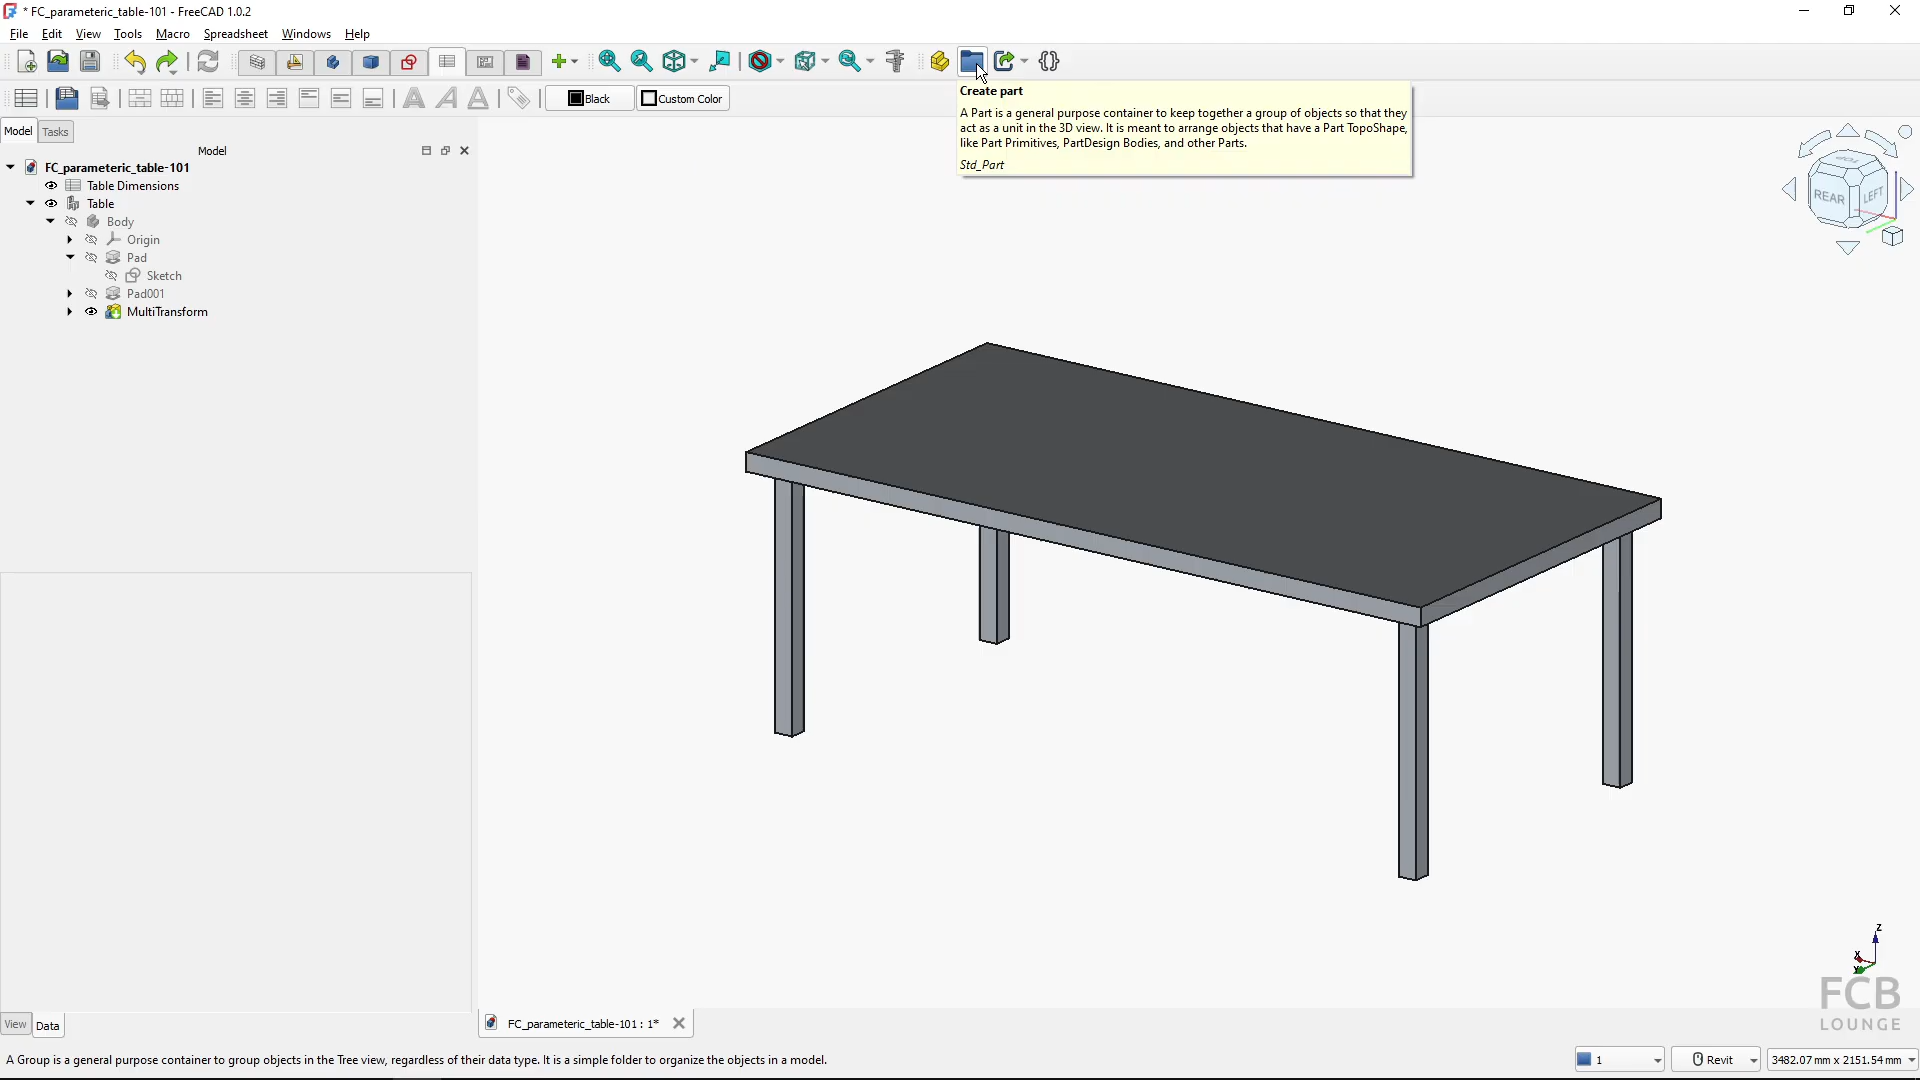 * FC_parameteric_table-101 - FreeCAD 1.0.2
File Edit View Tools Macro Spreadsheet Windows Help
Black
Custom Color
Create part
A Part is a general purpose container to keep together a group of objects so that they
act as a unit in the 3D view. It is meant to arrange objects that have a Part TopoShape,
like Part Primitives, PartDesign Bodies, and other Parts.
Std_Part
Model Tasks
Model
FC_parameteric_table-101
Table Dimensions
Table
Body
Origin
Pad
Sketch
Pad001
MultiTransform
TOP
REAR
LEFT
Z
X
Y
FCB
LOUNGE
View Data
FC_parameteric_table-101 : 1*
A Group is a general purpose container to group objects in the Tree view, regardless of their data type. It is a simple folder to organize the objects in a model.
1
Revit
3482.07 mm x 2151.54 mm